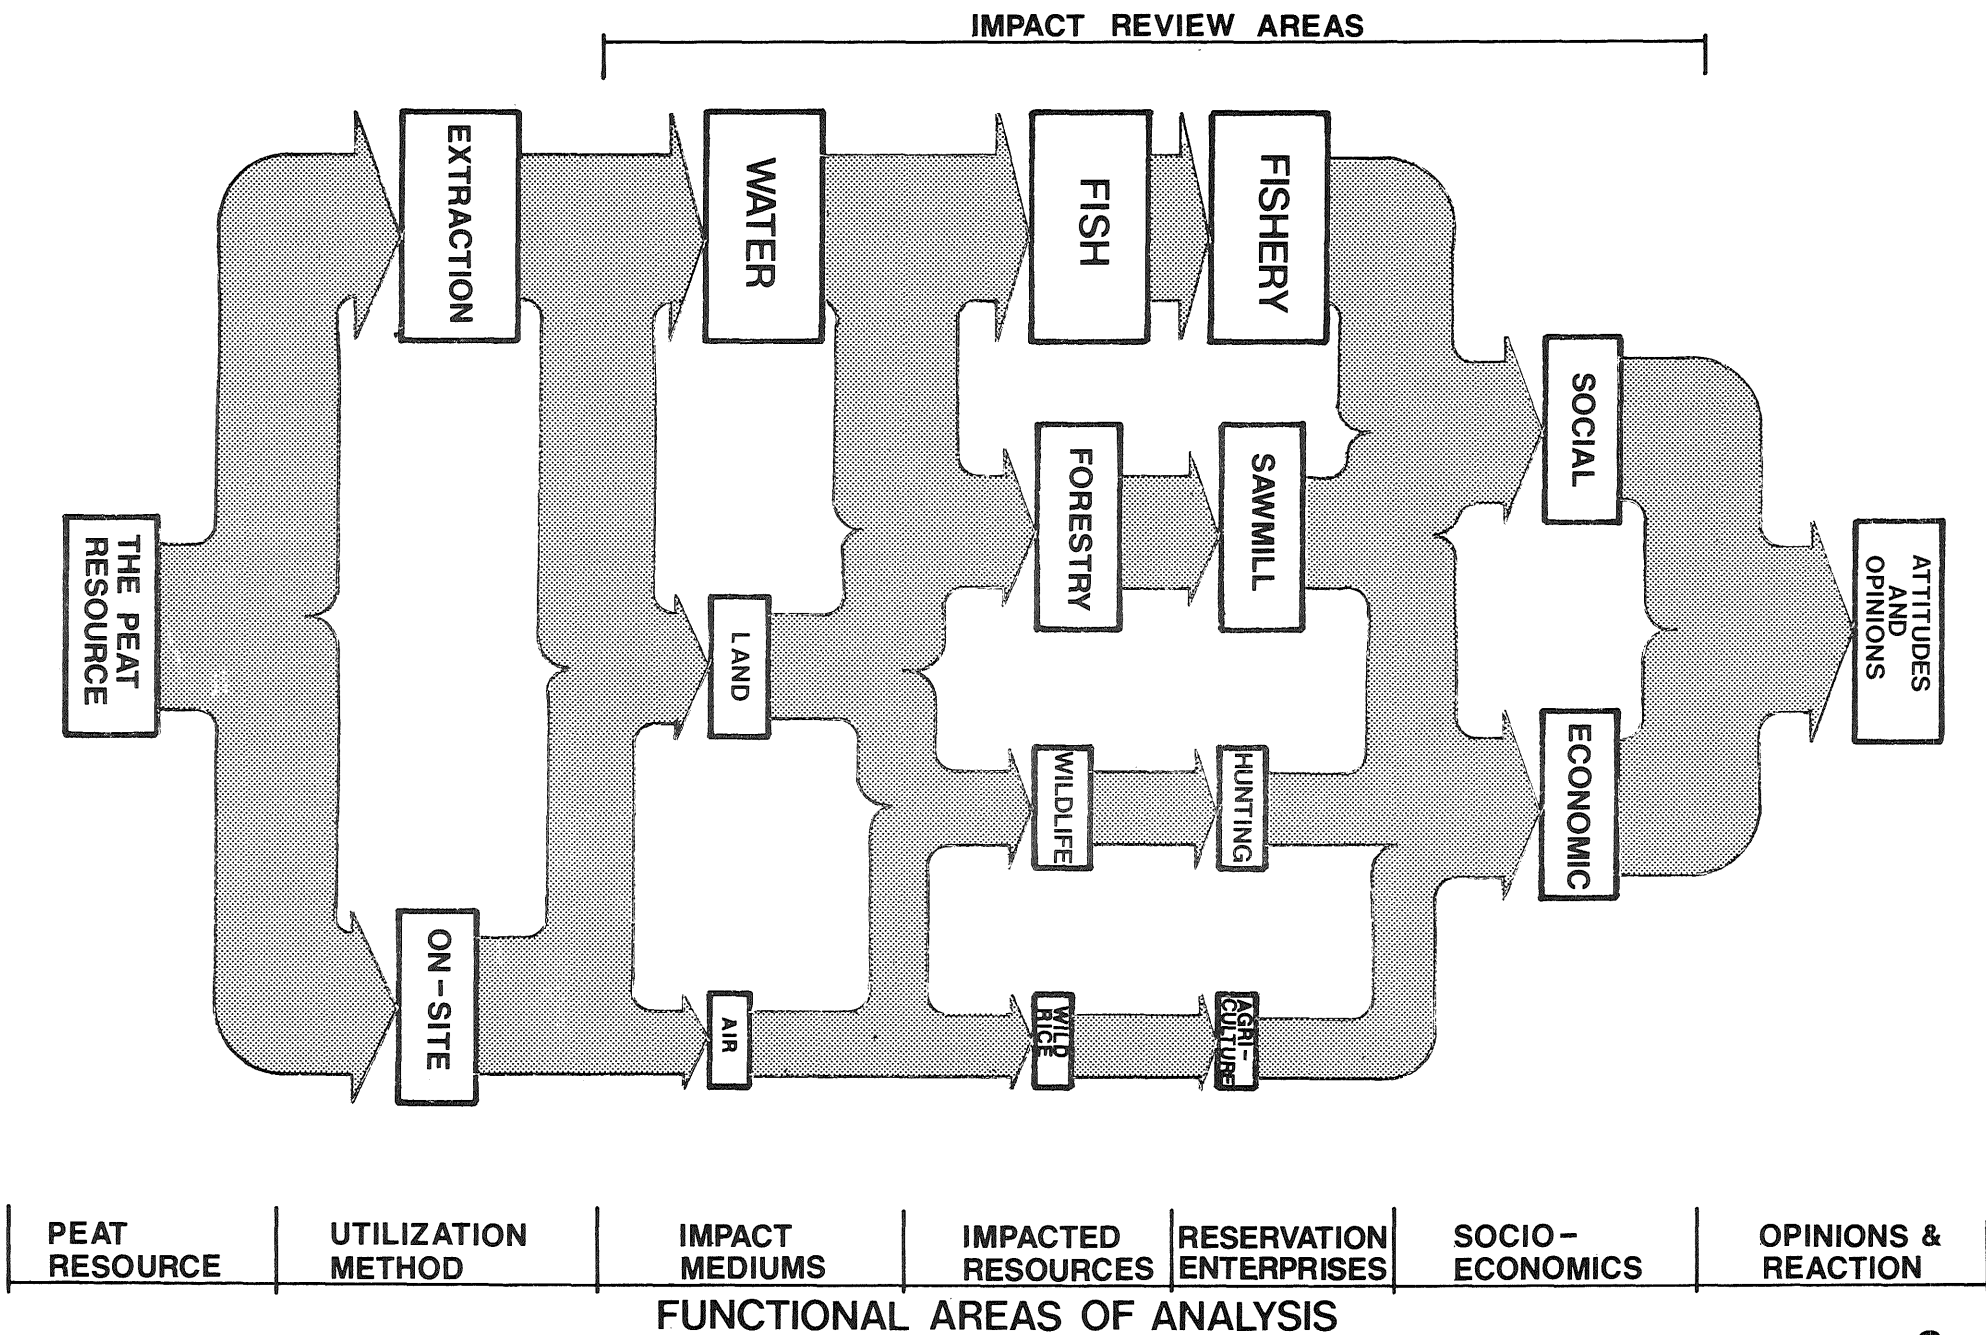 IMPACT REVIEW AREAS
THE PEAT
RESOURCE
EXTRACTION
ON-SITE
WATER
LAND
AIR
FISH
FORESTRY
WILDLIFE
WILD
RICE
FISHERY
SAWMILL
HUNTING
AGRI-
CULTURE
SOCIAL
ECONOMIC
ATTITUDES
AND
OPINIONS
PEAT
RESOURCE
UTILIZATION
METHOD
IMPACT
MEDIUMS
IMPACTED
RESOURCES
RESERVATION
ENTERPRISES
SOCIO-
ECONOMICS
OPINIONS &
REACTION
FUNCTIONAL AREAS OF ANALYSIS